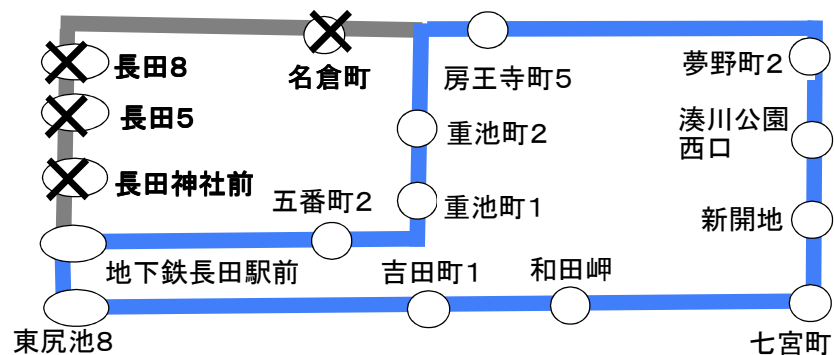 長田８
名倉町
房王寺町５
夢野町２
長田５
重池町２
湊川公園
西口
長田神社前
五番町２
重池町１
新開地
地下鉄長田駅前
吉田町１
和田岬
東尻池８
七宮町